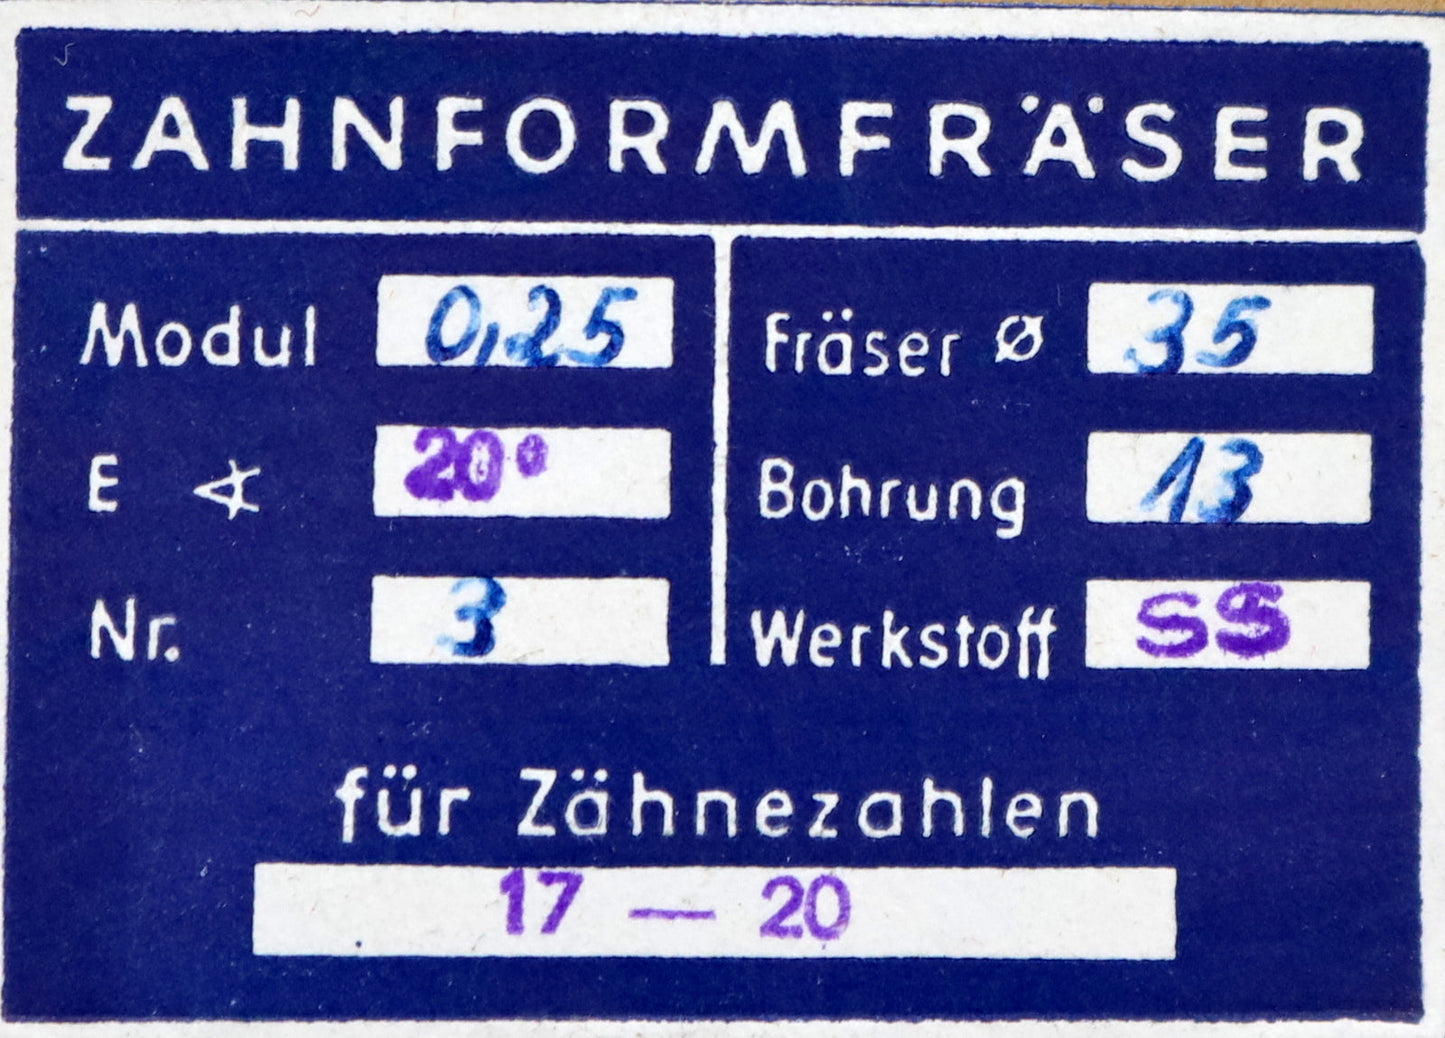 ZAHNFORMFRÄSER
Modul 0,25
E ∢ 20°
Nr. 3
Fräser ⌀ 35
Bohrung 13
Werkstoff SS
für Zähnezahlen
17 — 20